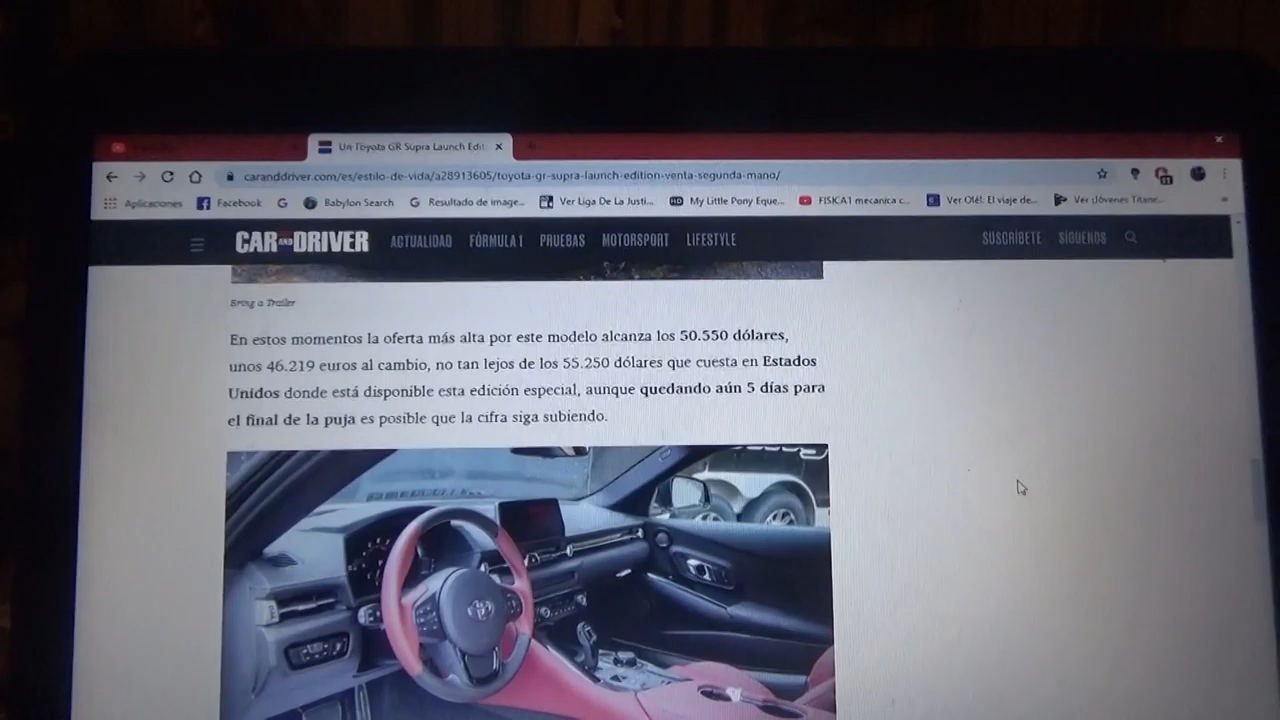 Un Toyota GR Supra Launch Edit
caranddriver.com/es/estilo-de-vida/a28913605/toyota-gr-supra-launch-edition-venta-segunda-mano/
Aplicaciones Facebook Babylon Search Resultado de image... Ver Liga De La Justi... My Little Pony Eque... FISICA1 mecanica c... Ver Olé!. El viaje de... Ver ¡Jóvenes Titane...
CAR AND DRIVER ACTUALIDAD FÓRMULA 1 PRUEBAS MOTORSPORT LIFESTYLE SUSCRÍBETE SÍGUENOS
Bring a Trailer
En estos momentos la oferta más alta por este modelo alcanza los 50.550 dólares,
unos 46.219 euros al cambio, no tan lejos de los 55.250 dólares que cuesta en Estados
Unidos donde está disponible esta edición especial, aunque quedando aún 5 días para
el final de la puja es posible que la cifra siga subiendo.